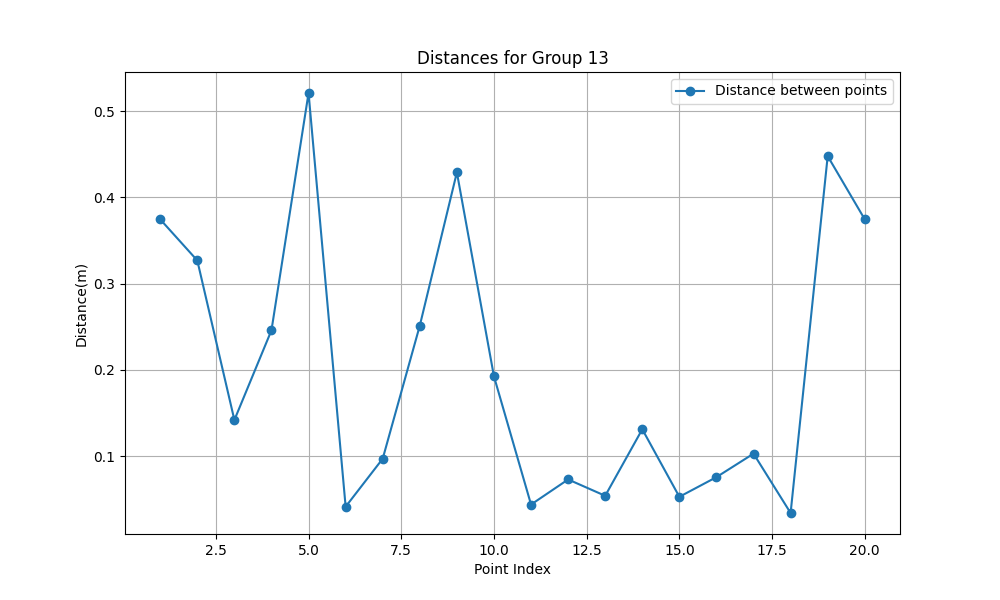 Distances for Group 13
Distance between points
Distance(m)
0.5
0.4
0.3
0.2
0.1
2.5 5.0 7.5 10.0 12.5 15.0 17.5 20.0
Point Index